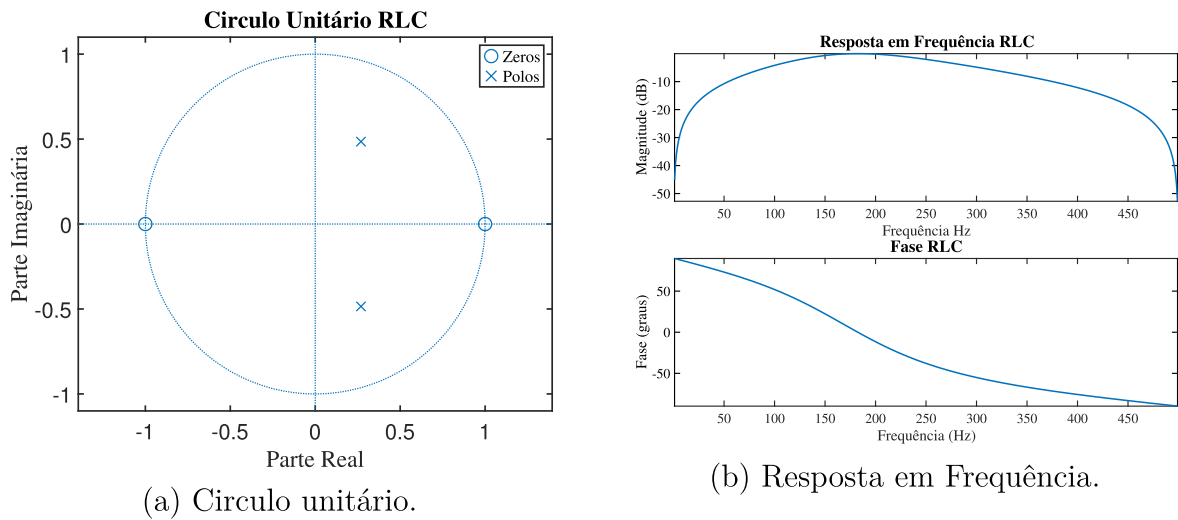 Circulo Unitário RLC
Zeros
Polos
1
0.5
0
-0.5
-1
Parte Imaginária
-1
-0.5
0
0.5
1
Parte Real
(a) Circulo unitário.
Resposta em Frequência RLC
-10
-20
-30
-40
-50
Magnitude (dB)
50
100
150
200
250
300
350
400
450
Frequência Hz
Fase RLC
50
0
-50
Fase (graus)
50
100
150
200
250
300
350
400
450
Frequência (Hz)
(b) Resposta em Frequência.